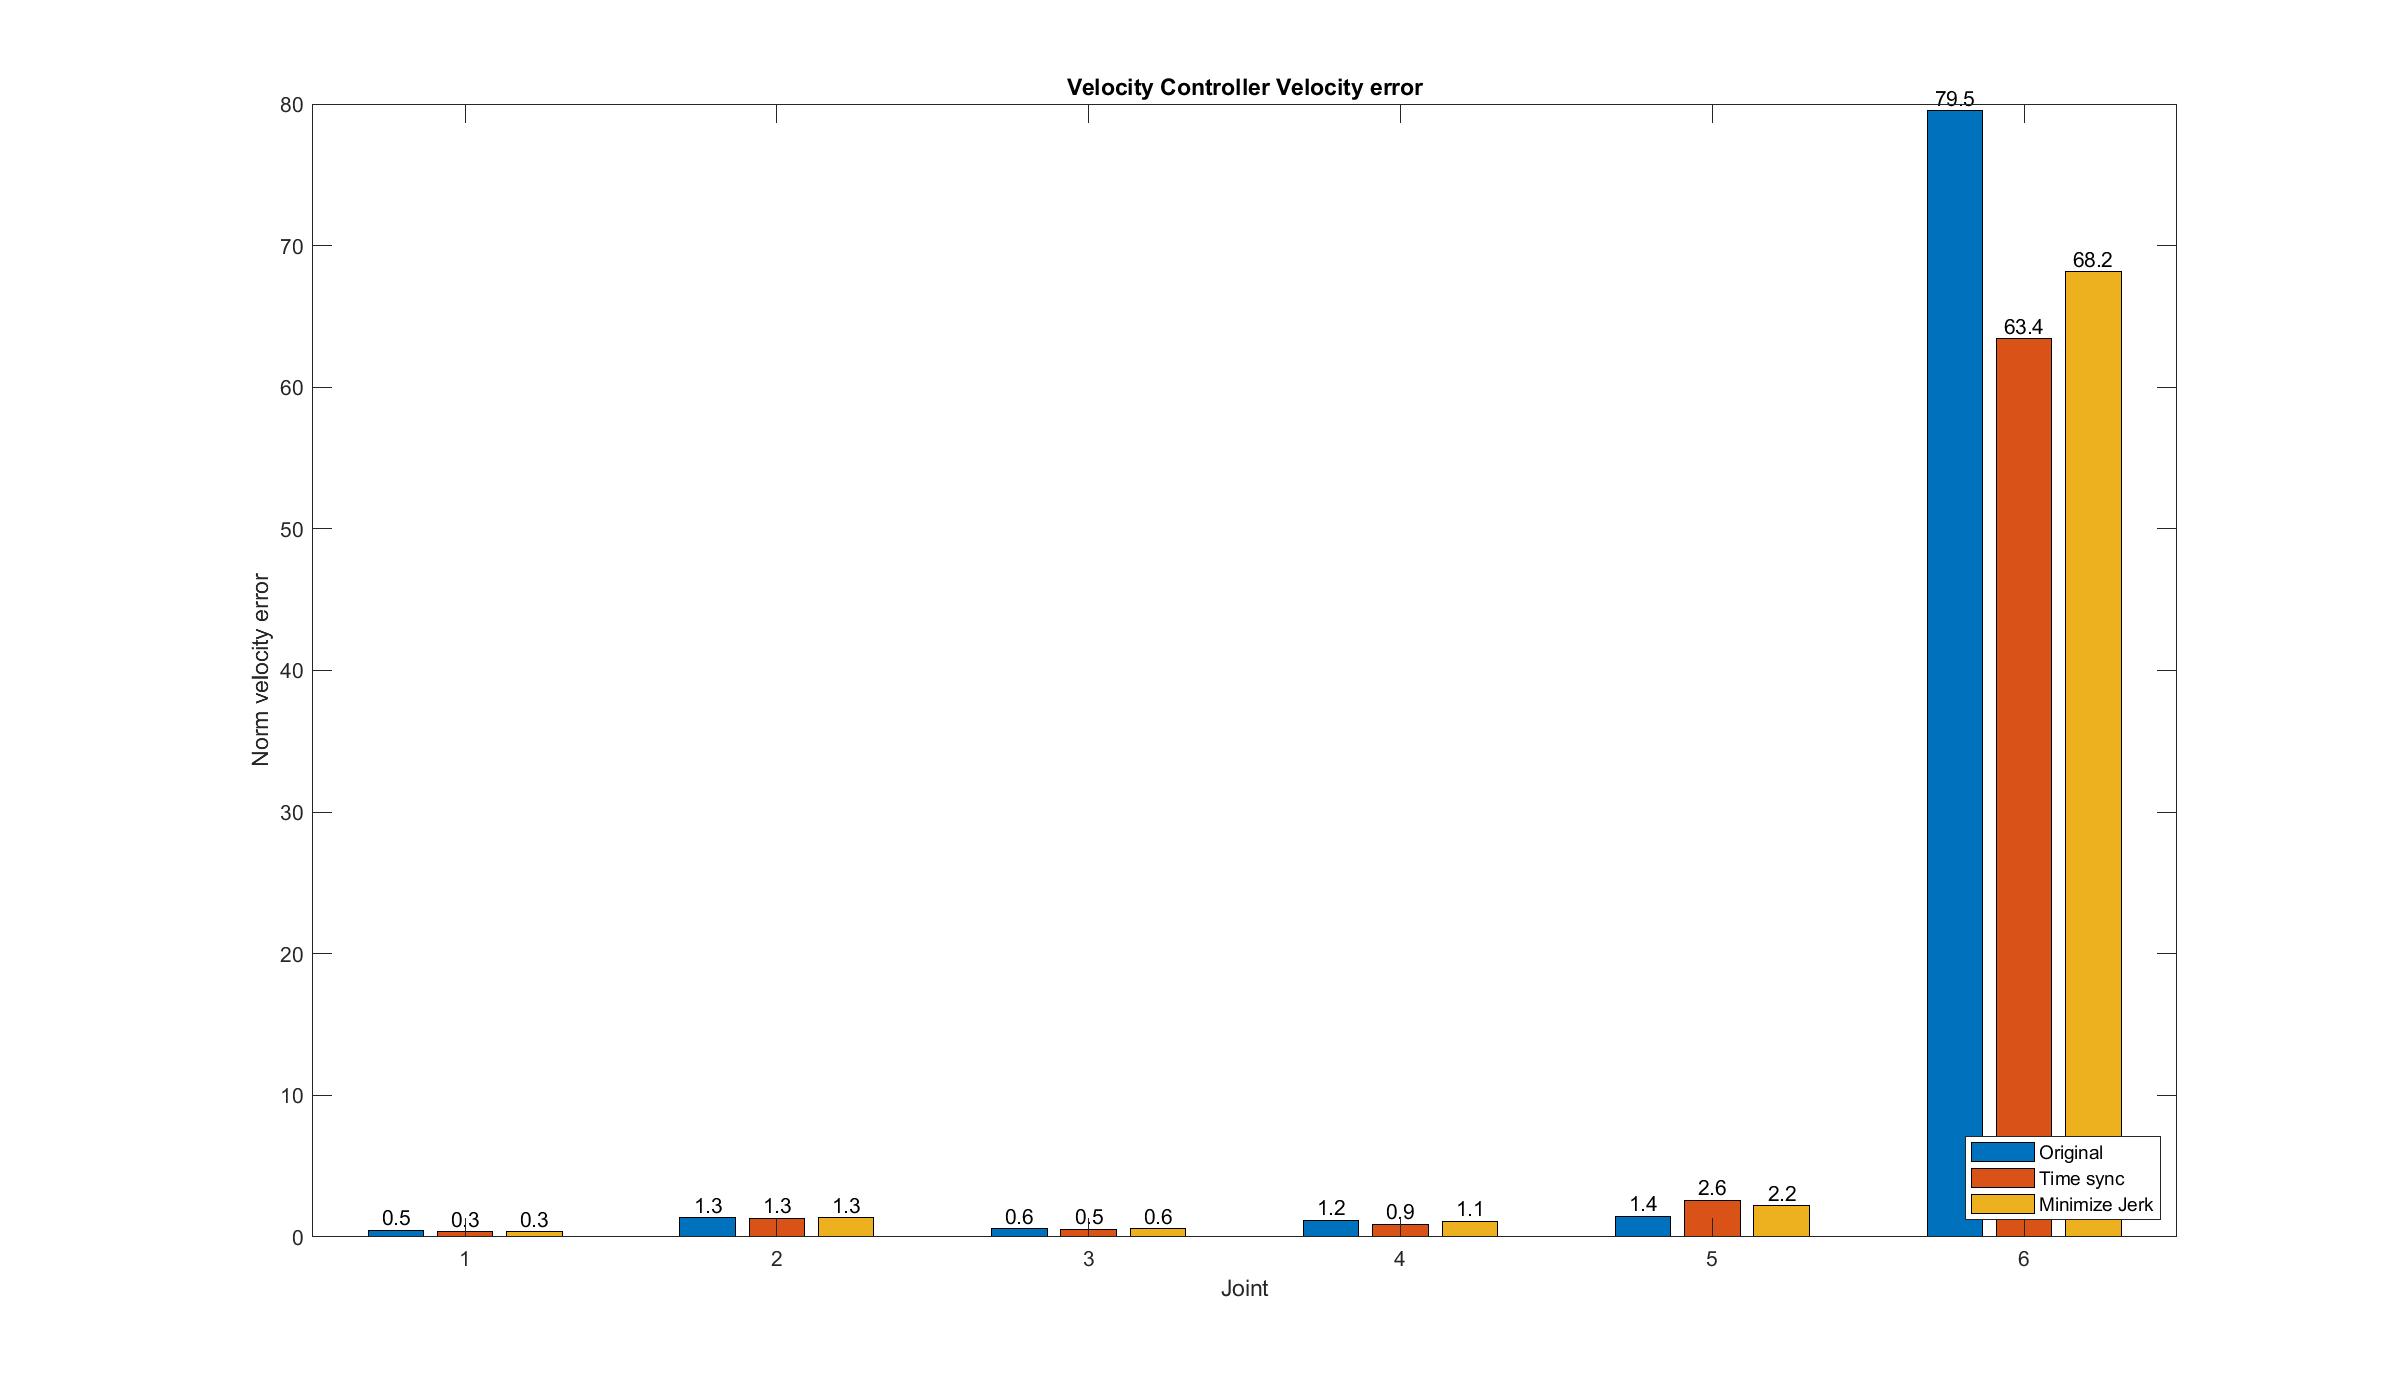 Velocity Controller Velocity error
80
70
60
50
40
30
20
10
0
Norm velocity error
0.5 0.3 0.3
1.3 1.3 1.3
0.6 0.5 0.6
1.2 0.9 1.1
1.4 2.6 2.2
79.5 63.4 68.2
Original
Time sync
Minimize Jerk
1 2 3 4 5 6
Joint